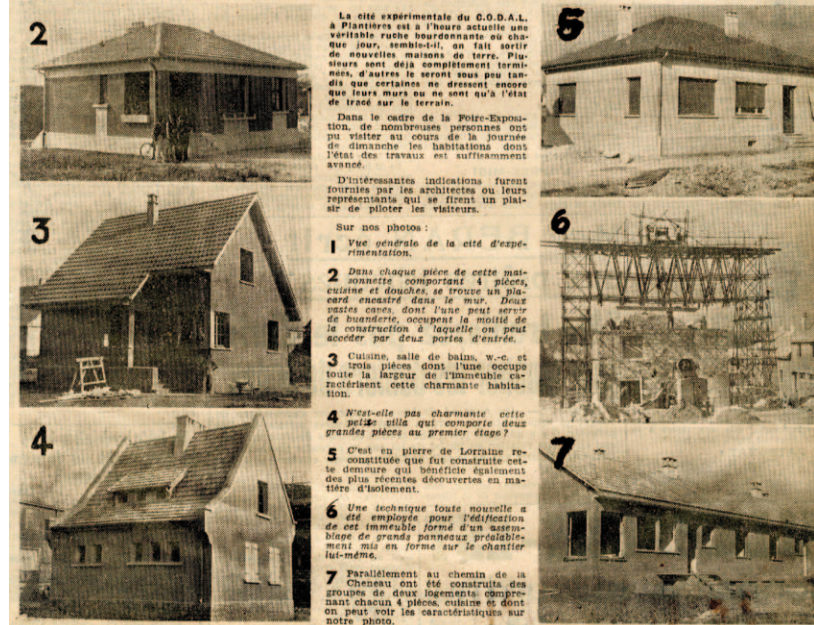 2
3
4
La cité expérimentale du C.O.D.A.L.
à Plantières est à l'heure actuelle une
véritable ruche bourdonnante où cha-
que jour, semble-t-il, on fait sortir
de nouvelles maisons de terre. Plu-
sieurs sont déjà complètement termi-
nées, d'autres le seront sous peu tan-
dis que certaines ne dressent encore
que leurs murs ou ne sont qu'à l'état
de tracé sur le terrain.
Dans le cadre de la Foire-Exposi-
tion, de nombreuses personnes ont
pu visiter au cours de la journée
de dimanche les habitations dont
l'état des travaux est suffisamment
avancé.
D'intéressantes indications furent
fournies par les architectes ou leurs
représentants qui se firent un plai-
sir de piloter les visiteurs.
Sur nos photos :
1 Vue générale de la cité d'expé-
rimentation.
2 Dans chaque pièce de cette mai-
sonnette comportant 4 pièces,
cuisine et douches, se trouve un pla-
card encastré dans le mur. Deux
vastes caves, dont l'une peut servir
de buanderie, occupent la moitié de
la construction à laquelle on peut
accéder par deux portes d'entrée.
3 Cuisine, salle de bains, w.-c. et
trois pièces dont l'une occupe
toute la largeur de l'immeuble ca-
ractérisent cette charmante habita-
tion.
4 N'est-elle pas charmante cette
petite villa qui comporte deux
grandes pièces au premier étage ?
5 C'est en pierre de Lorraine re-
constituée que fut construite cet-
te demeure qui bénéficie également
des plus récentes découvertes en ma-
tière d'isolement.
6 Une technique toute nouvelle a
été employée pour l'édification
de cet immeuble formé d'un assem-
blage de grands panneaux préalable-
ment mis en forme sur le chantier
lui-même.
7 Parallèlement au chemin de la
Cheneau ont été construits des
groupes de deux logements compre-
nant chacun 4 pièces, cuisine et dont
on peut voir les caractéristiques sur
notre photo.
5
6
7